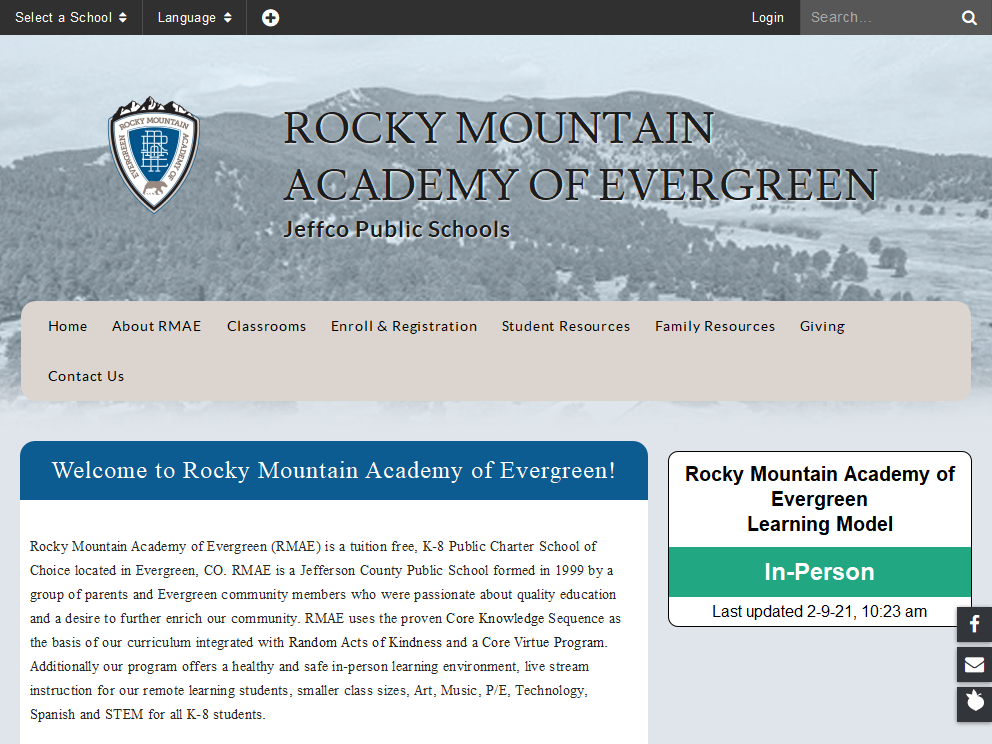 Select a School
Language
Login
Search...
ROCKY MOUNTAIN
ACADEMY OF
EVERGREEN
ROCKY MOUNTAIN
ACADEMY OF EVERGREEN
Jeffco Public Schools
Home About RMAE Classrooms Enroll & Registration Student Resources Family Resources Giving
Contact Us
Welcome to Rocky Mountain Academy of Evergreen!
Rocky Mountain Academy of Evergreen (RMAE) is a tuition free, K-8 Public Charter School of
Choice located in Evergreen, CO. RMAE is a Jefferson County Public School formed in 1999 by a
group of parents and Evergreen community members who were passionate about quality education
and a desire to further enrich our community. RMAE uses the proven Core Knowledge Sequence as
the basis of our curriculum integrated with Random Acts of Kindness and a Core Virtue Program.
Additionally our program offers a healthy and safe in-person learning environment, live stream
instruction for our remote learning students, smaller class sizes, Art, Music, P/E, Technology,
Spanish and STEM for all K-8 students.
Rocky Mountain Academy of
Evergreen
Learning Model
In-Person
Last updated 2-9-21, 10:23 am